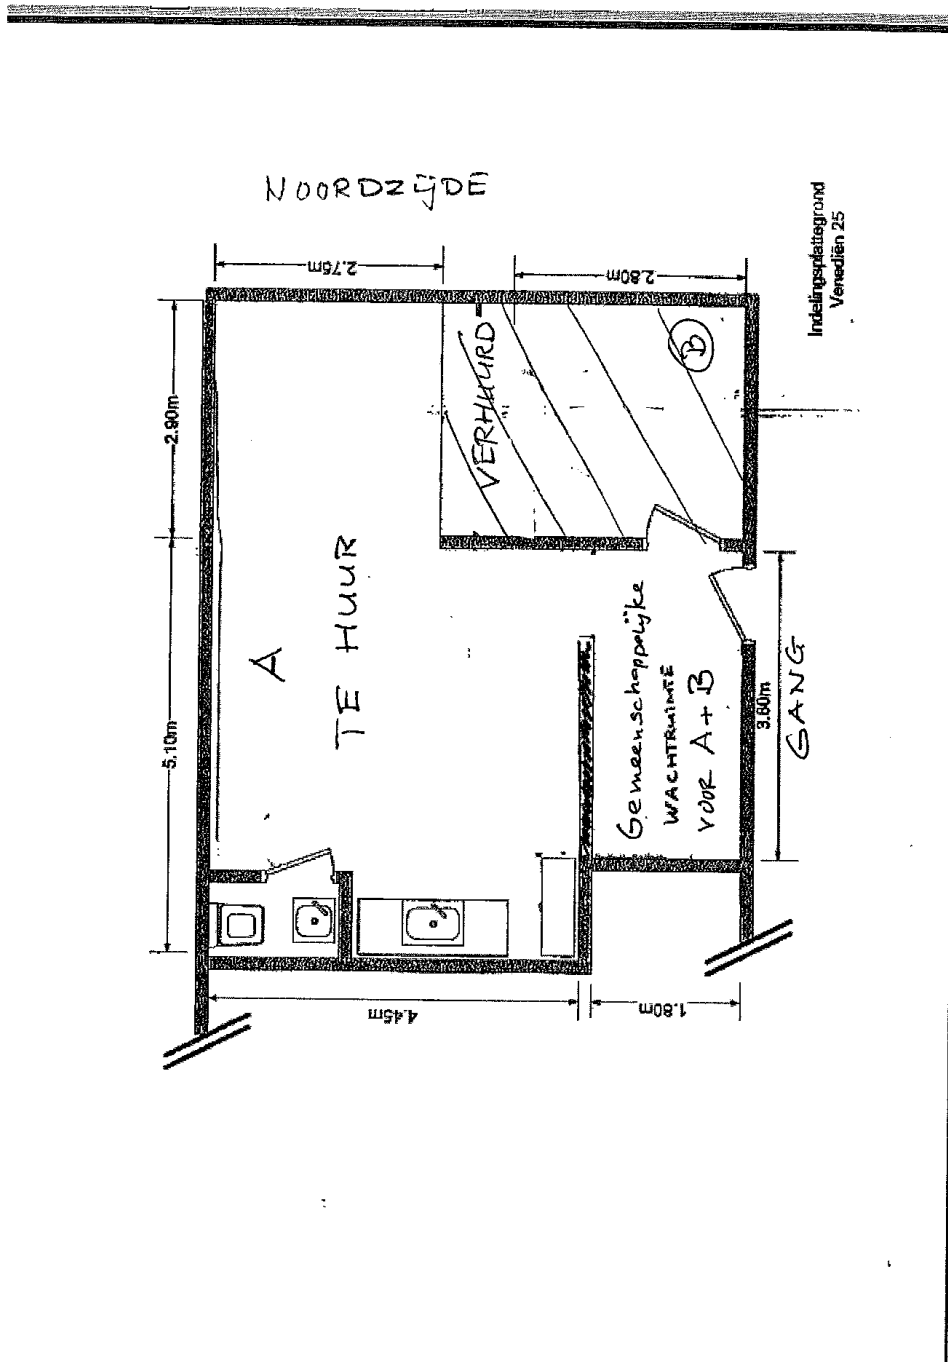 NOORDZIJDE
Indelingsplattegrond
Venediën 25
2.75m
2.80m
2.90m
5.10m
VERHUURD
B
A
TE HUUR
Gemeenschappelijke
WACHTRUIMTE
VOOR A+B
3.60m
GANG
4.45m
1.80m